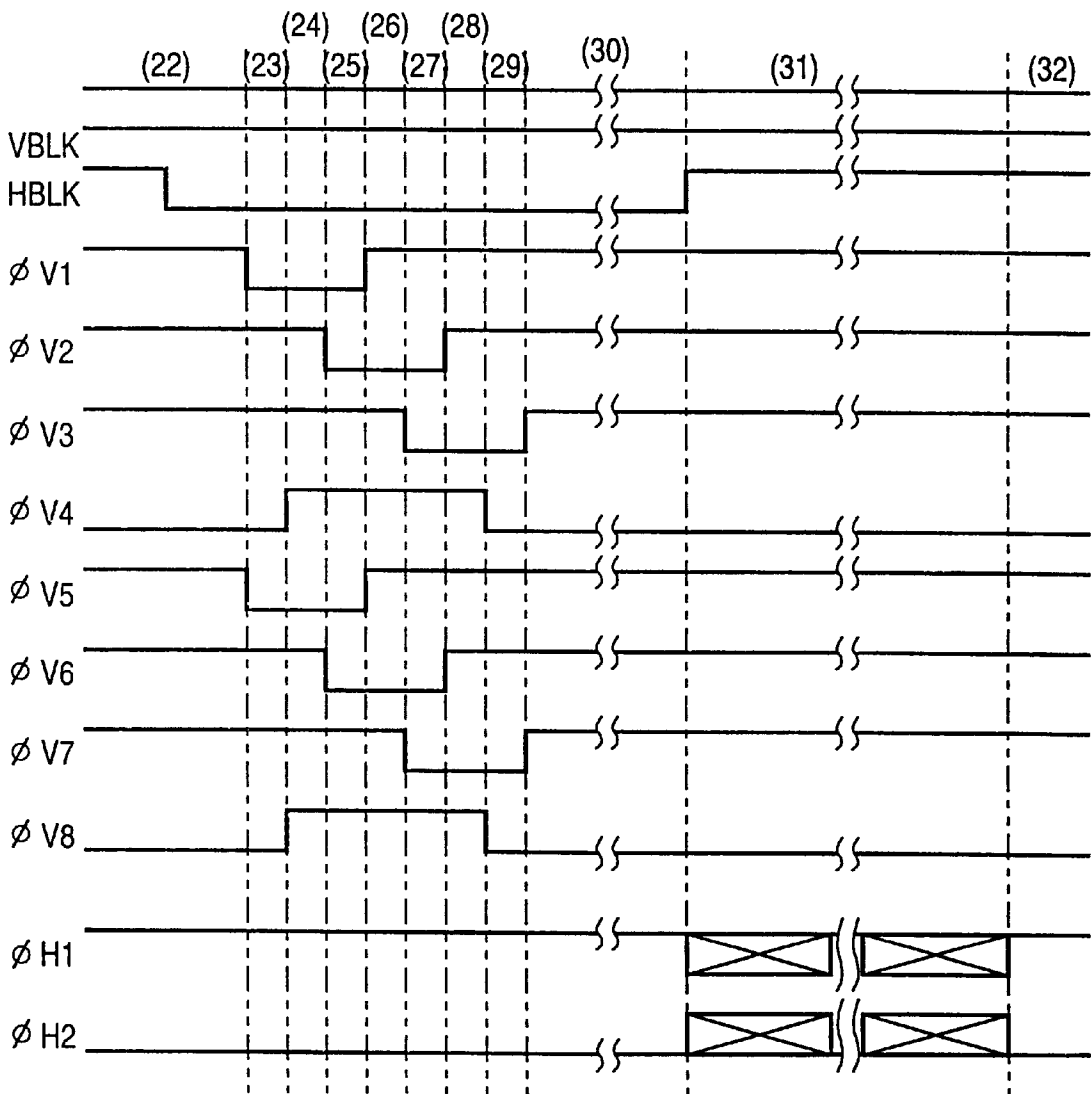 (24) (26) (28)
(22) (23) (25) (27) (29) (30) (31) (32)
VBLK
HBLK
ø V1
ø V2
ø V3
ø V4
ø V5
ø V6
ø V7
ø V8
ø H1
ø H2